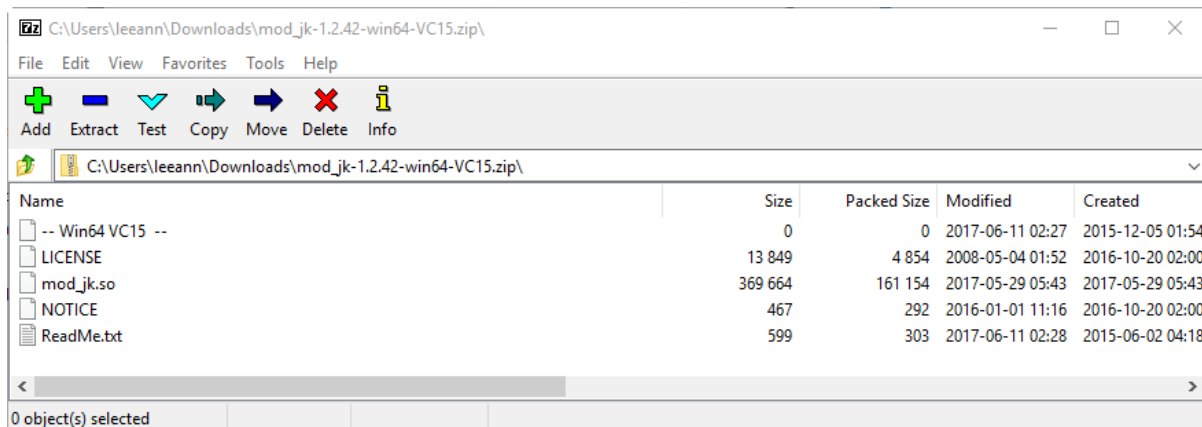 7z C:\Users\leeann\Downloads\mod_jk-1.2.42-win64-VC15.zip\
File Edit View Favorites Tools Help
Add Extract Test Copy Move Delete Info
C:\Users\leeann\Downloads\mod_jk-1.2.42-win64-VC15.zip\
Name Size Packed Size Modified Created
-- Win64 VC15 -- 0 0 2017-06-11 02:27 2015-12-05 01:54
LICENSE 13 849 4 854 2008-05-04 01:52 2016-10-20 02:00
mod_jk.so 369 664 161 154 2017-05-29 05:43 2017-05-29 05:43
NOTICE 467 292 2016-01-01 11:16 2016-10-20 02:00
ReadMe.txt 599 303 2017-06-11 02:28 2015-06-02 04:18
0 object(s) selected